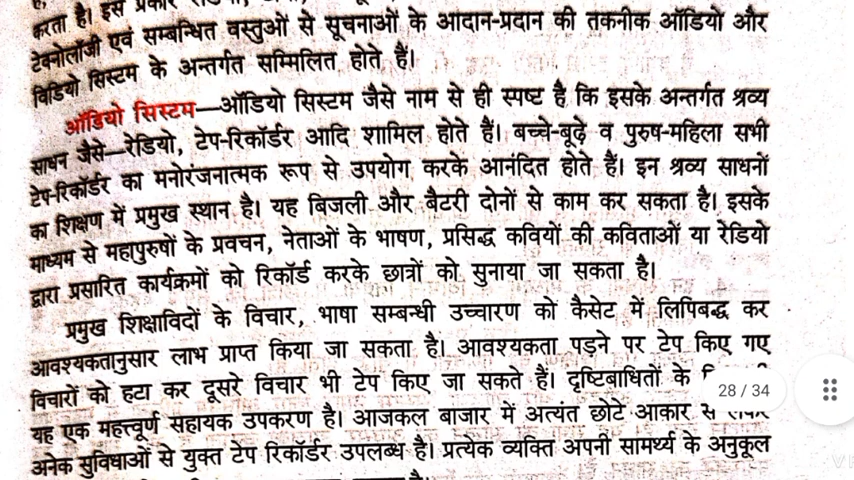 करता है। इस प्रकार
टेक्नोलॉजी एवं सम्बन्धित वस्तुओं से सूचनाओं के आदान-प्रदान की तकनीक ऑडियो और
विडियो सिस्टम के अन्तर्गत सम्मिलित होते हैं।
ऑडियो सिस्टम—ऑडियो सिस्टम जैसे नाम से ही स्पष्ट है कि इसके अन्तर्गत श्रव्य
साधन जैसे—रेडियो, टेप-रिकॉर्डर आदि शामिल होते हैं। बच्चे-बूढ़े व पुरुष-महिला सभी
टेप-रिकॉर्डर का मनोरंजनात्मक रूप से उपयोग करके आनंदित होते हैं। इन श्रव्य साधनों
का शिक्षण में प्रमुख स्थान है। यह बिजली और बैटरी दोनों से काम कर सकता है। इसके
माध्यम से महापुरुषों के प्रवचन, नेताओं के भाषण, प्रसिद्ध कवियों की कविताओं या रेडियो
द्वारा प्रसारित कार्यक्रमों को रिकॉर्ड करके छात्रों को सुनाया जा सकता है।
प्रमुख शिक्षाविदों के विचार, भाषा सम्बन्धी उच्चारण को कैसेट में लिपिबद्ध कर
आवश्यकतानुसार लाभ प्राप्त किया जा सकता है। आवश्यकता पड़ने पर टेप किए गए
विचारों को हटा कर दूसरे विचार भी टेप किए जा सकते हैं। दृष्टिबाधितों के
28 / 34
यह एक महत्त्वपूर्ण सहायक उपकरण है। आजकल बाजार में अत्यंत छोटे आकार से
अनेक सुविधाओं से युक्त टेप रिकॉर्डर उपलब्ध है। प्रत्येक व्यक्ति अपनी सामर्थ्य के अनुकूल